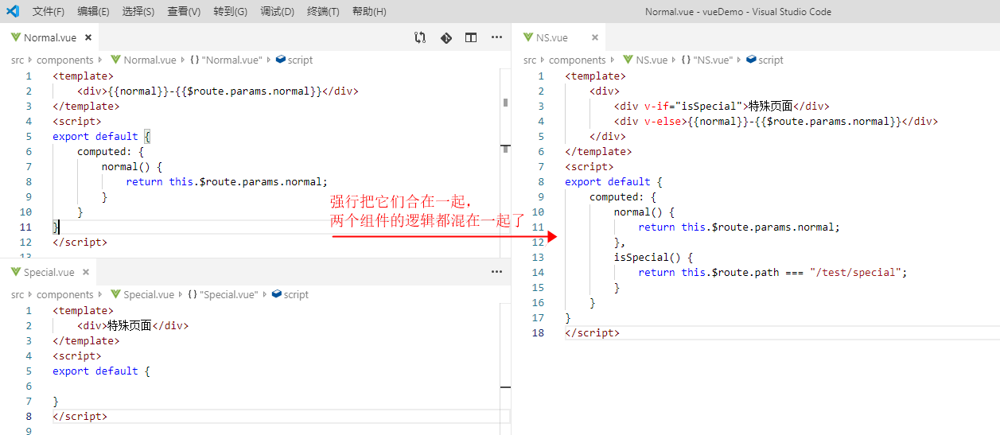 文件(F) 编辑(E) 选择(S) 查看(V) 转到(G) 调试(D) 终端(T) 帮助(H) Normal.vue - vueDemo - Visual Studio Code
Normal.vue ×
src › components › Normal.vue › {} "Normal.vue" › script
1 <template>
2 <div>{{normal}}-{{$route.params.normal}}</div>
3 </template>
4 <script>
5 export default {
6 computed: {
7 normal() {
8 return this.$route.params.normal;
9 }
10 }
11 }
12 </script>
13
强行把它们合在一起，
两个组件的逻辑都混在一起了
Special.vue ×
src › components › Special.vue › {} "Special.vue" › script
1 <template>
2 <div>特殊页面</div>
3 </template>
4 <script>
5 export default {
6
7 }
8 </script>
9
NS.vue ×
src › components › NS.vue › {} "NS.vue" › script
1 <template>
2 <div>
3 <div v-if="isSpecial">特殊页面</div>
4 <div v-else>{{normal}}-{{$route.params.normal}}</div>
5 </div>
6 </template>
7 <script>
8 export default {
9 computed: {
10 normal() {
11 return this.$route.params.normal;
12 },
13 isSpecial() {
14 return this.$route.path === "/test/special";
15 }
16 }
17 }
18 </script>